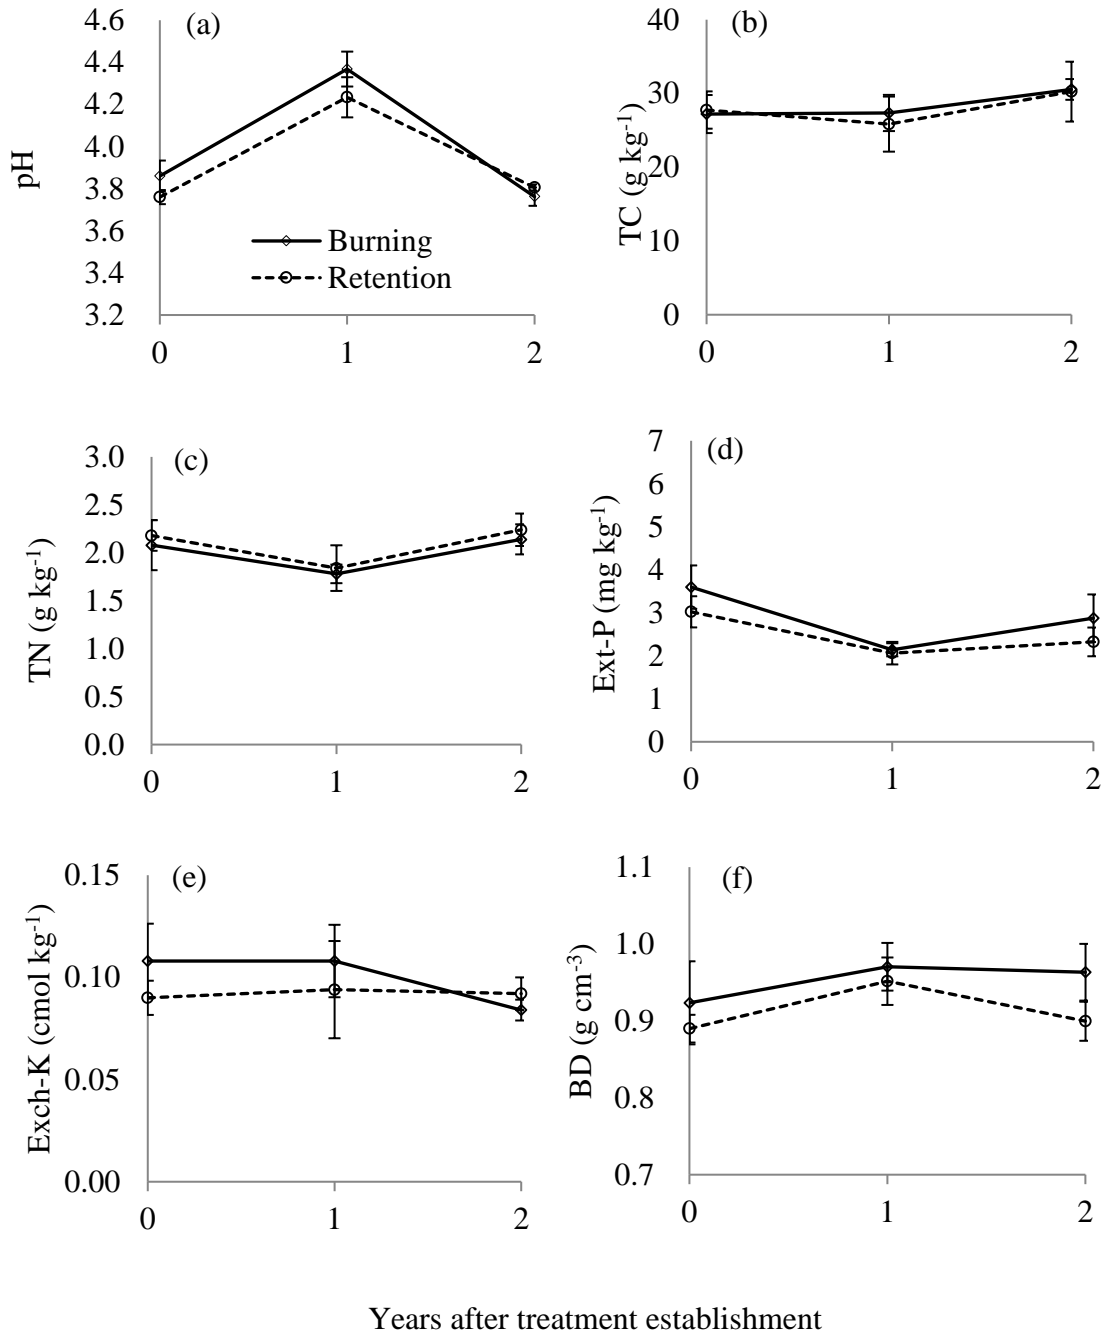 (a)
4.6
4.4
4.2
4.0
3.8
3.6
3.4
3.2
pH
Burning
Retention
0 1 2
(b)
40
30
20
10
0
TC (g kg⁻¹)
0 1 2
(c)
3.0
2.5
2.0
1.5
1.0
0.5
0.0
TN (g kg⁻¹)
0 1 2
(d)
7
6
5
4
3
2
1
0
Ext-P (mg kg⁻¹)
0 1 2
(e)
0.15
0.10
0.05
0.00
Exch-K (cmol kg⁻¹)
0 1 2
(f)
1.1
1.0
0.9
0.8
0.7
BD (g cm⁻³)
0 1 2
Years after treatment establishment